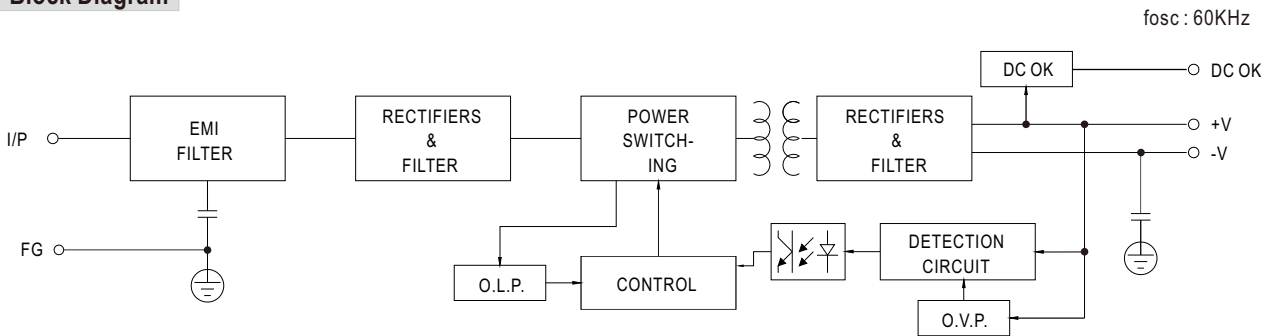 Block Diagram
fosc : 60KHz
I/P
EMI
FILTER
RECTIFIERS
&
FILTER
POWER
SWITCH-
ING
RECTIFIERS
&
FILTER
DC OK
DC OK
+V
-V
FG
O.L.P.
CONTROL
DETECTION
CIRCUIT
O.V.P.